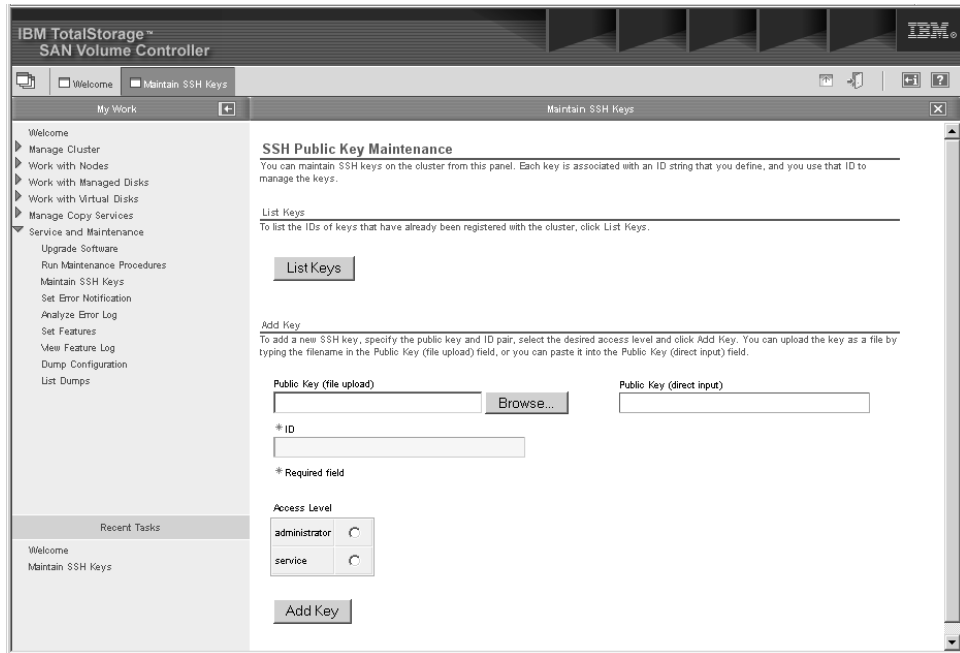 IBM TotalStorage™
SAN Volume Controller
IBM®
Welcome
Maintain SSH Keys
?
My Work
Maintain SSH Keys
Welcome
Manage Cluster
Work with Nodes
Work with Managed Disks
Work with Virtual Disks
Manage Copy Services
Service and Maintenance
Upgrade Software
Run Maintenance Procedures
Maintain SSH Keys
Set Error Notification
Analyze Error Log
Set Features
View Feature Log
Dump Configuration
List Dumps
Recent Tasks
Welcome
Maintain SSH Keys
SSH Public Key Maintenance
You can maintain SSH keys on the cluster from this panel. Each key is associated with an ID string that you define, and you use that ID to
manage the keys.
List Keys
To list the IDs of keys that have already been registered with the cluster, click List Keys.
List Keys
Add Key
To add a new SSH key, specify the public key and ID pair, select the desired access level and click Add Key. You can upload the key as a file by
typing the filename in the Public Key (file upload) field, or you can paste it into the Public Key (direct input) field.
Public Key (file upload)
Browse...
Public Key (direct input)
* ID
* Required field
Access Level
administrator
service
Add Key